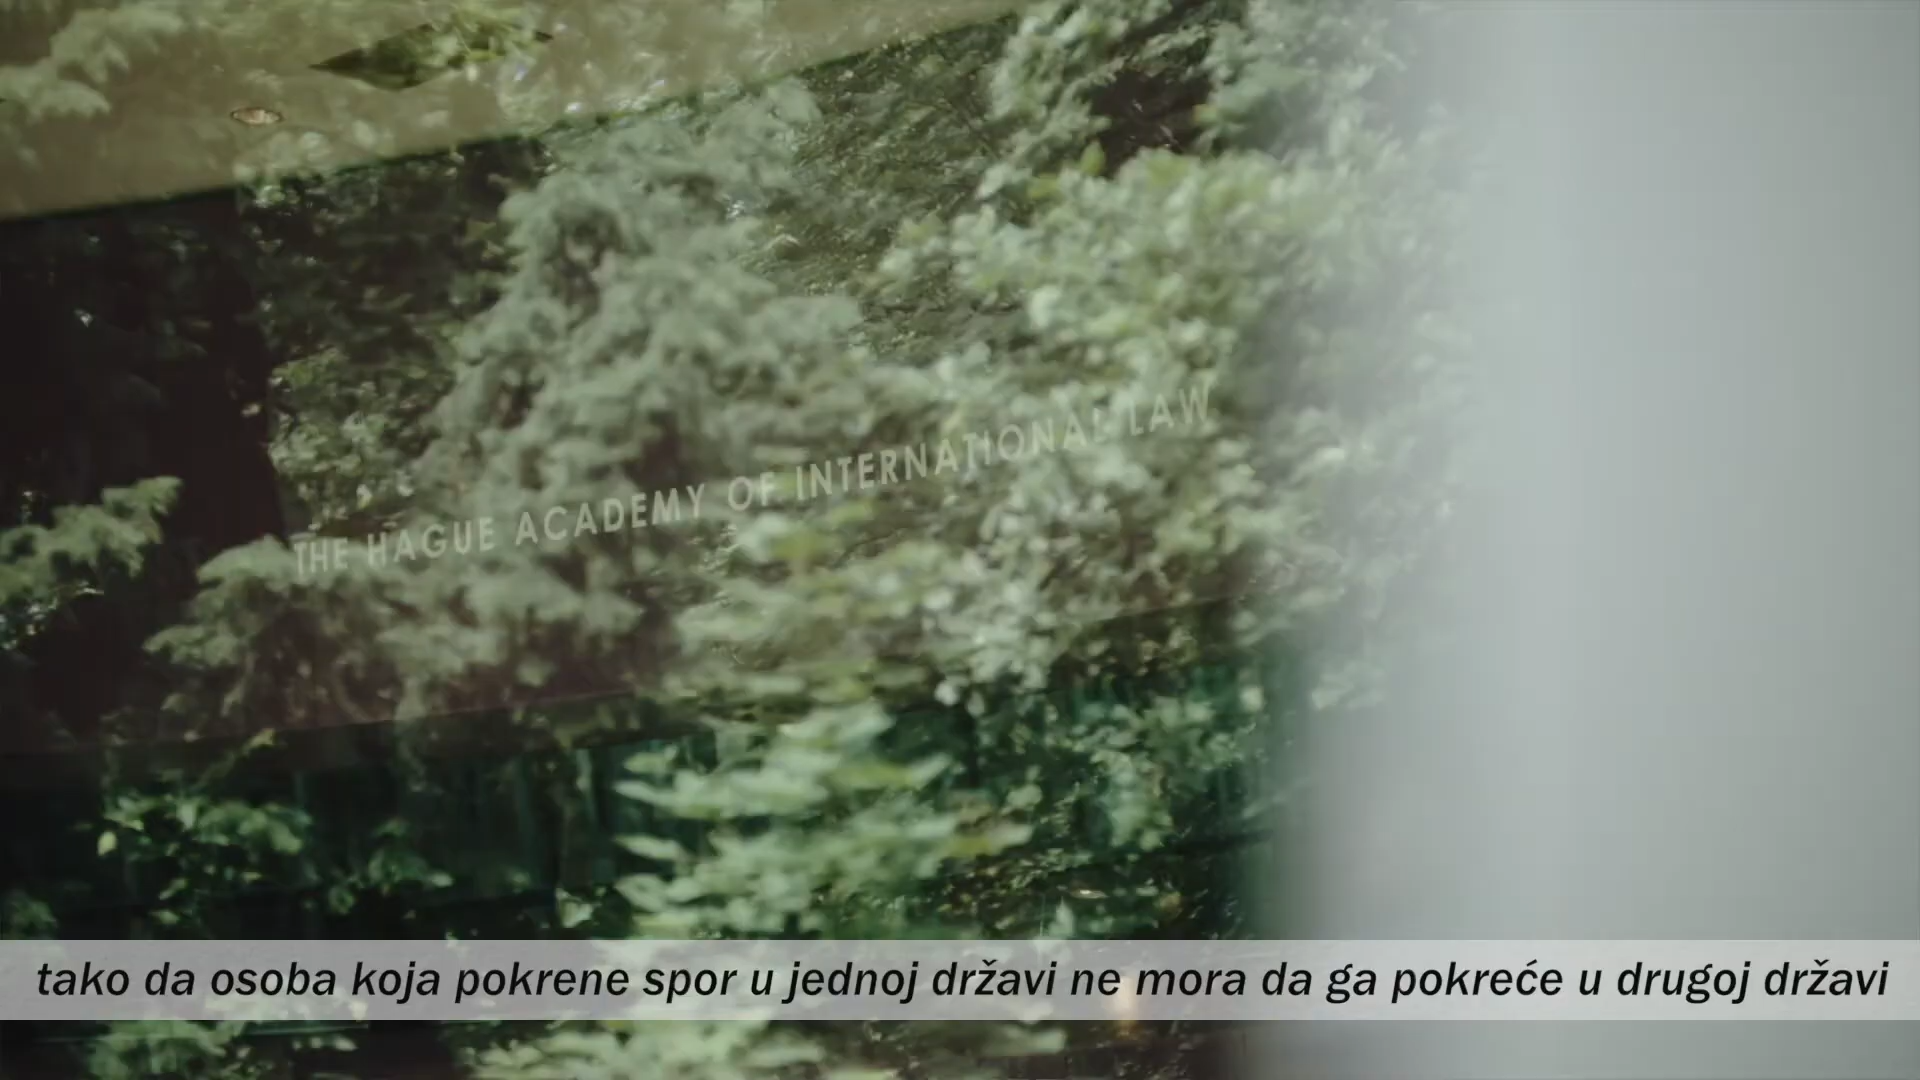 THE HAGUE ACADEMY OF INTERNATIONAL LAW
tako da osoba koja pokrene spor u jednoj državi ne mora da ga pokreće u drugoj državi